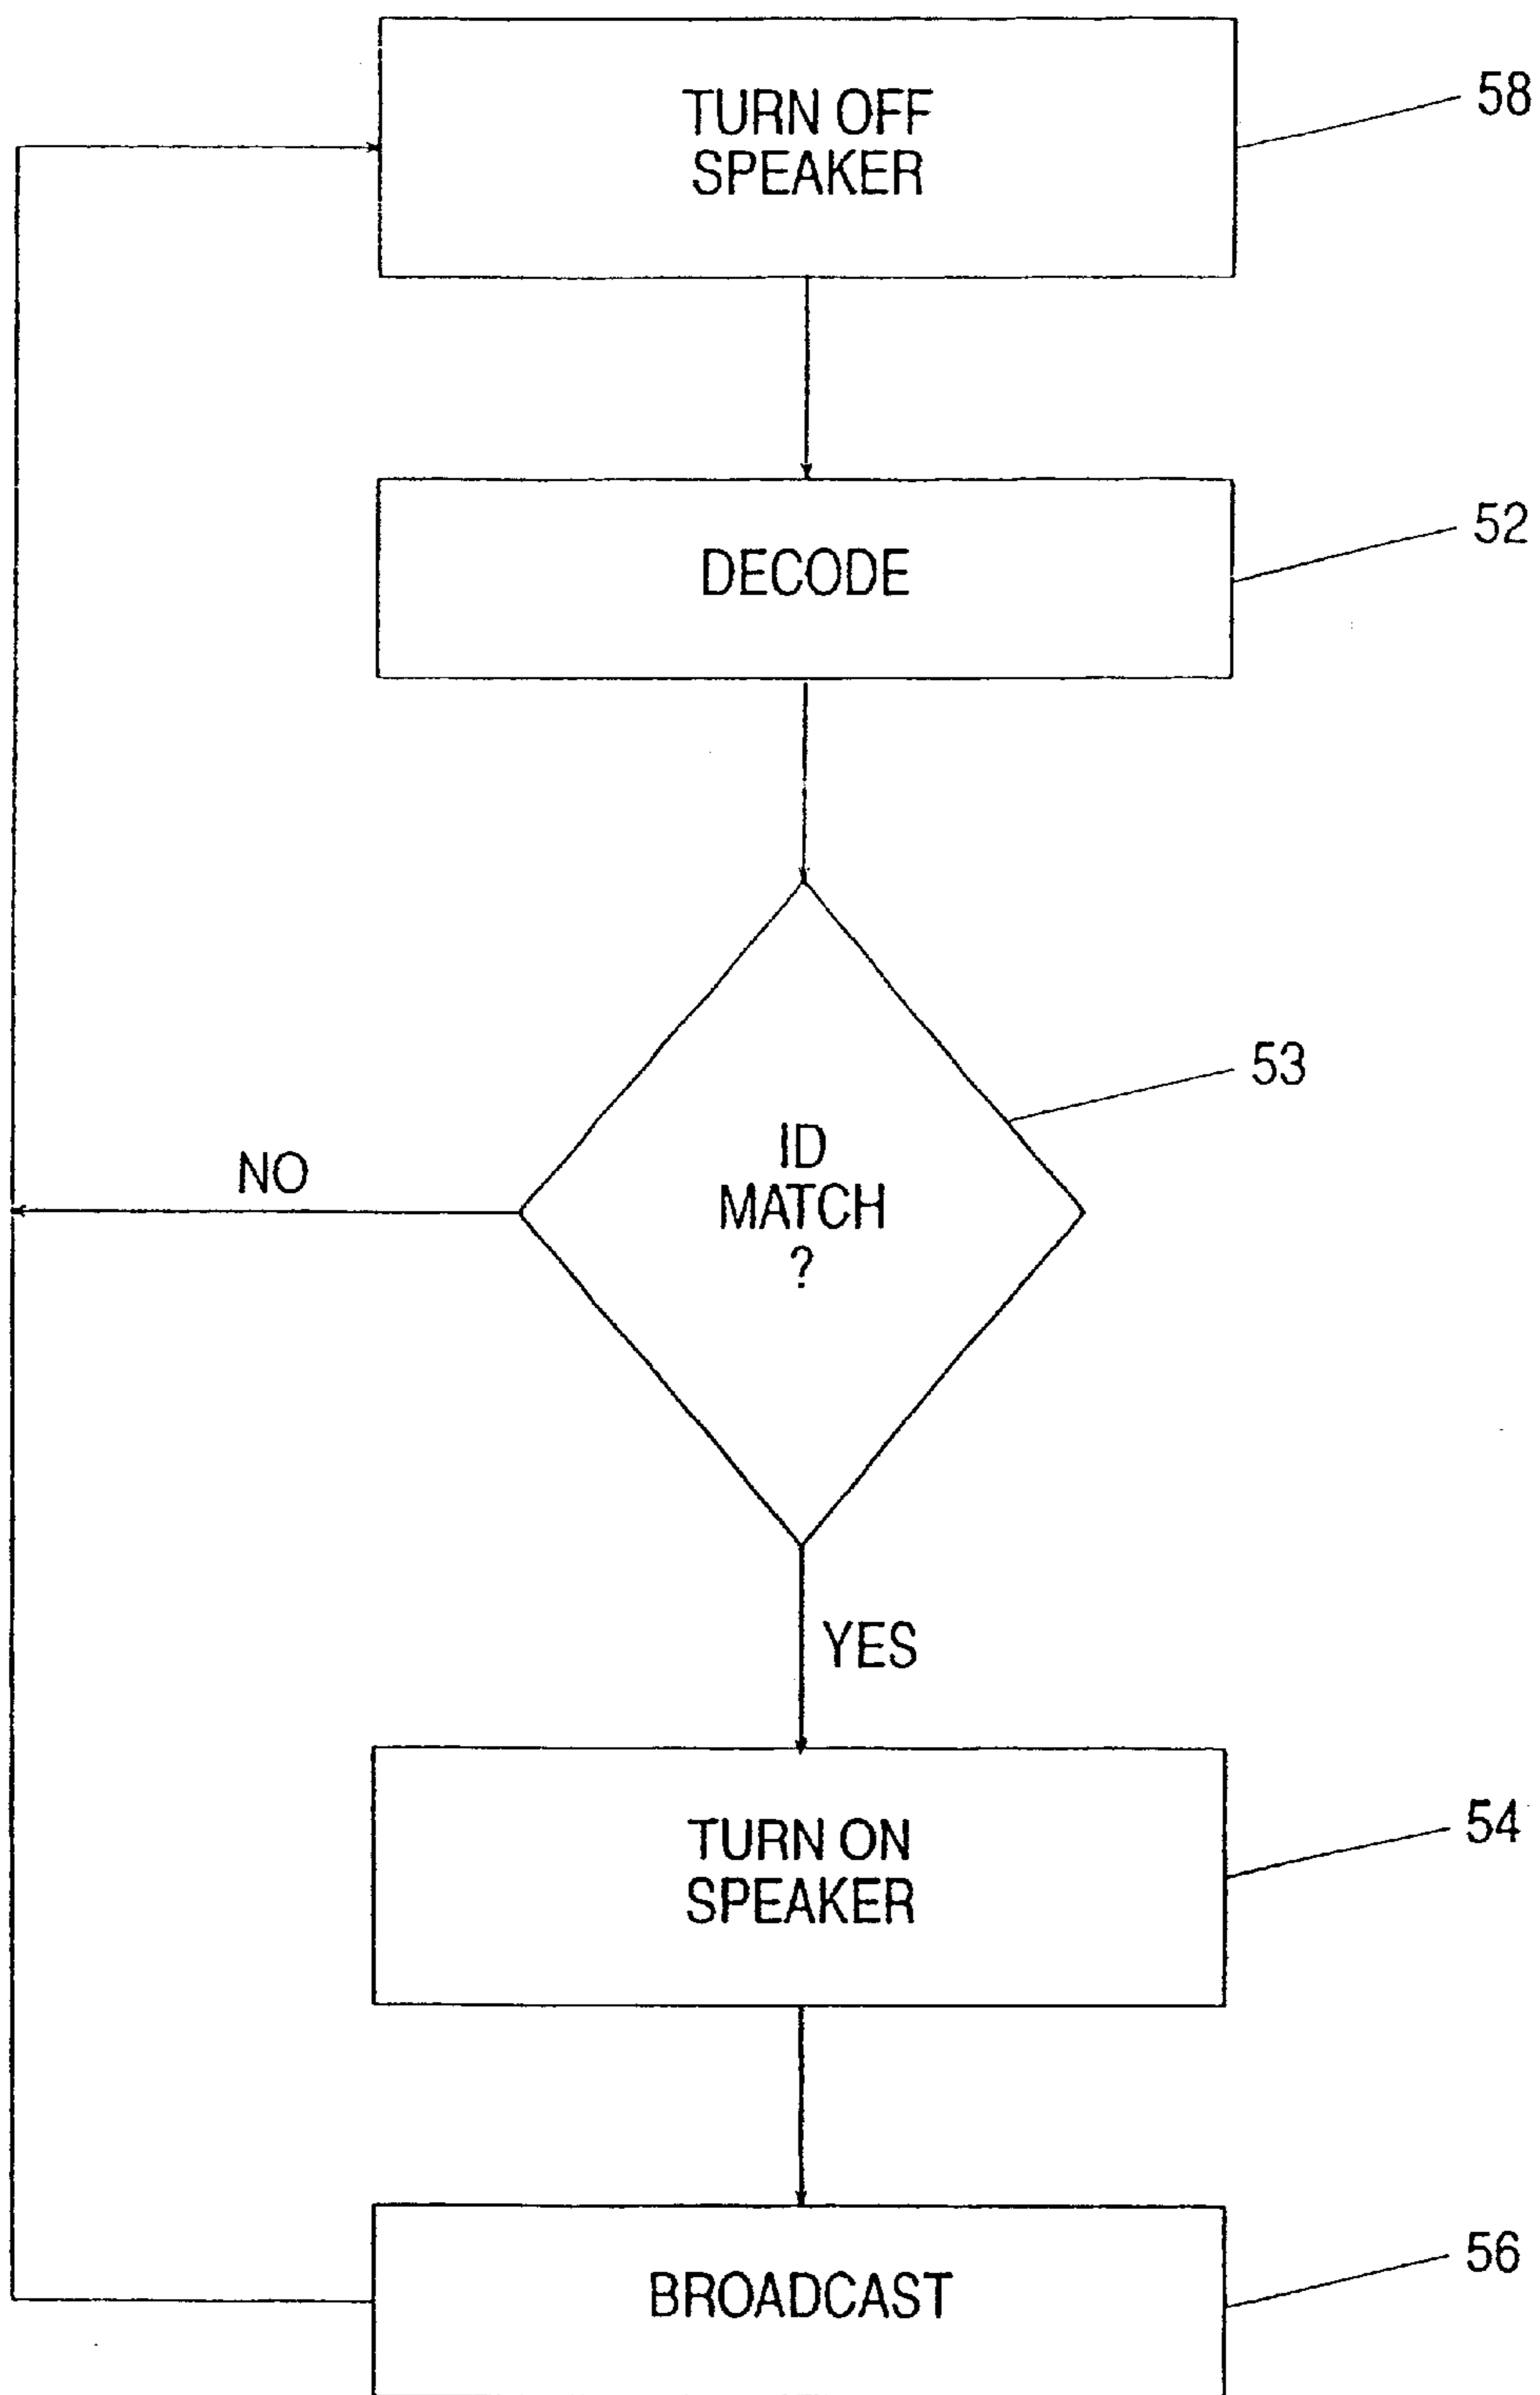 TURN OFF
SPEAKER
58
DECODE
52
53
ID
MATCH
?
NO
YES
TURN ON
SPEAKER
54
BROADCAST
56